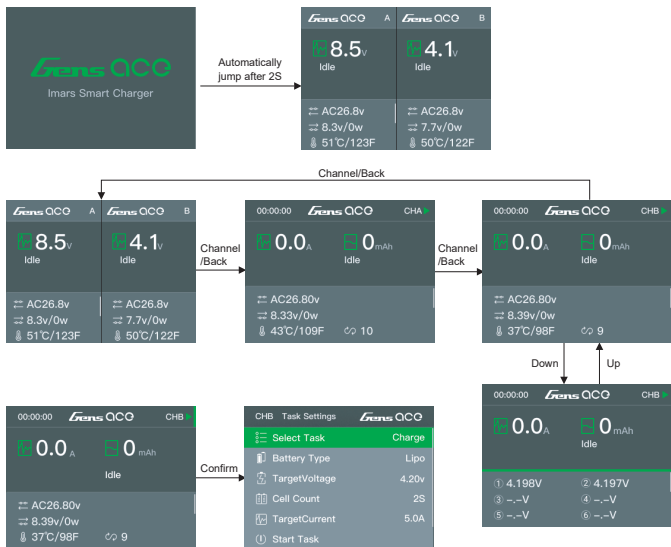 Gens ace
Imars Smart Charger
Automatically
jump after 2S
Gens ace A B
8.5v 4.1v
Idle Idle
AC26.8v AC26.8v
8.3v/0w 7.7v/0w
51℃/123F 50℃/122F
Channel/Back
Gens ace A Gens ace B
8.5v 4.1v
Idle Idle
AC26.8v AC26.8v
8.3v/0w 7.7v/0w
51℃/123F 50℃/122F
Channel
/Back
00:00:00 Gens ace CHA
0.0A 0mAh
Idle
AC26.80v
8.33v/0w
43℃/109F 10
Channel
/Back
00:00:00 Gens ace CHB
0.0A 0mAh
Idle
AC26.80v
8.39v/0w
37℃/98F 9
Down Up
00:00:00 Gens ace CHB
0.0A 0mAh
Idle
① 4.198V ② 4.197V
③ –.–V ④ –.–V
⑤ –.–V ⑥ –.–V
00:00:00 Gens ace CHB
0.0 A 0 mAh
Idle
AC26.80v
8.39v/0w
37℃/98F 9
Confirm
CHB Task Settings Gens ace
Select Task Charge
Battery Type Lipo
TargetVoltage 4.20v
Cell Count 2S
TargetCurrent 5.0A
Start Task